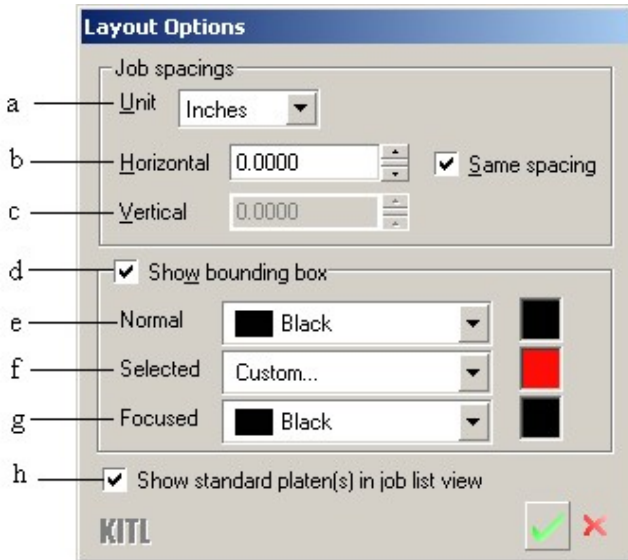 Layout Options
Job spacings
a Unit Inches
b Horizontal 0.0000 Same spacing
c Vertical 0.0000
d Show bounding box
e Normal Black
f Selected Custom...
g Focused Black
h Show standard platen(s) in job list view
KITL